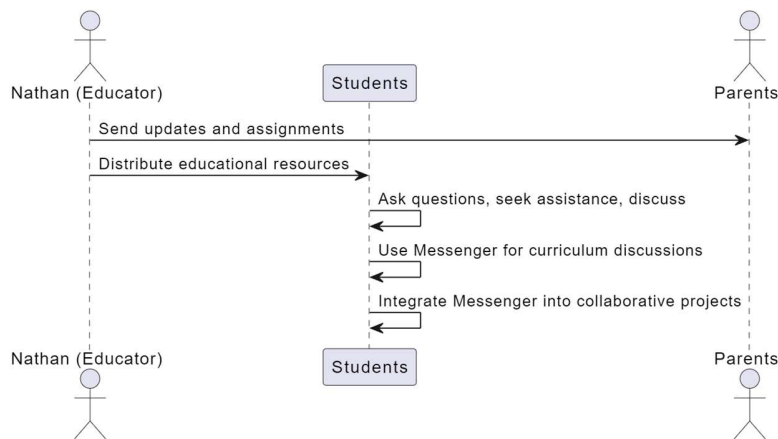 Nathan (Educator)
Students
Parents
Send updates and assignments
Distribute educational resources
Ask questions, seek assistance, discuss
Use Messenger for curriculum discussions
Integrate Messenger into collaborative projects
Nathan (Educator)
Students
Parents